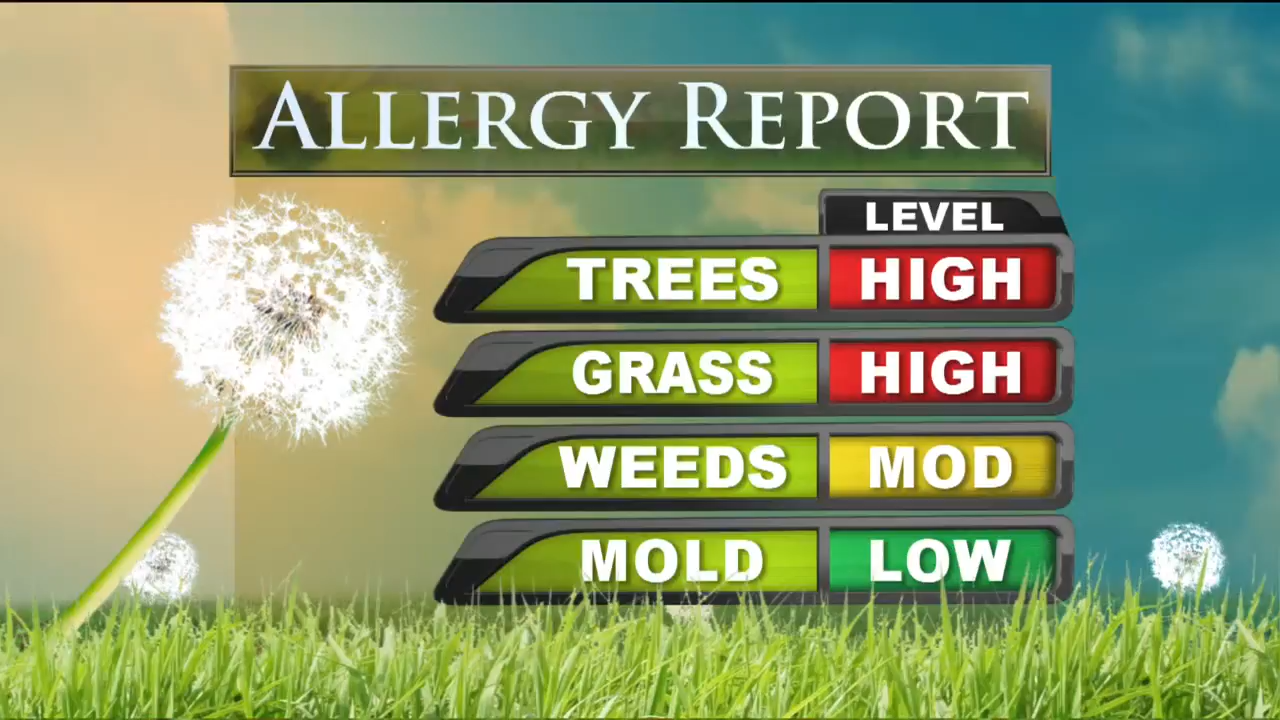 ALLERGY REPORT
LEVEL
TREES HIGH
GRASS HIGH
WEEDS MOD
MOLD LOW